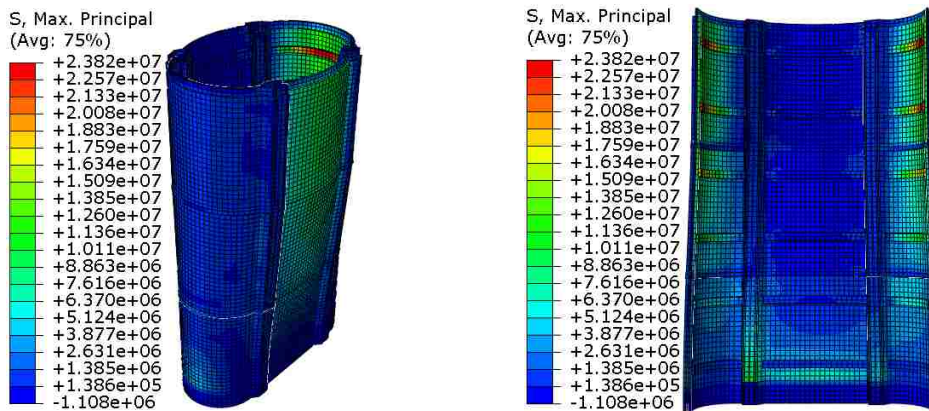 S, Max. Principal
(Avg: 75%)
+2.382e+07
+2.257e+07
+2.133e+07
+2.008e+07
+1.883e+07
+1.759e+07
+1.634e+07
+1.509e+07
+1.385e+07
+1.260e+07
+1.011e+07
+8.863e+06
+7.616e+06
+6.370e+06
+5.124e+06
+3.877e+06
+2.631e+06
+1.385e+06
+1.386e+05
-1.108e+06
S, Max. Principal
(Avg: 75%)
+2.382e+07
+2.257e+07
+2.133e+07
+2.008e+07
+1.883e+07
+1.759e+07
+1.634e+07
+1.509e+07
+1.385e+07
+1.260e+07
+1.011e+07
+8.863e+06
+7.616e+06
+6.370e+06
+5.124e+06
+3.877e+06
+2.631e+06
+1.385e+06
+1.386e+05
-1.108e+06